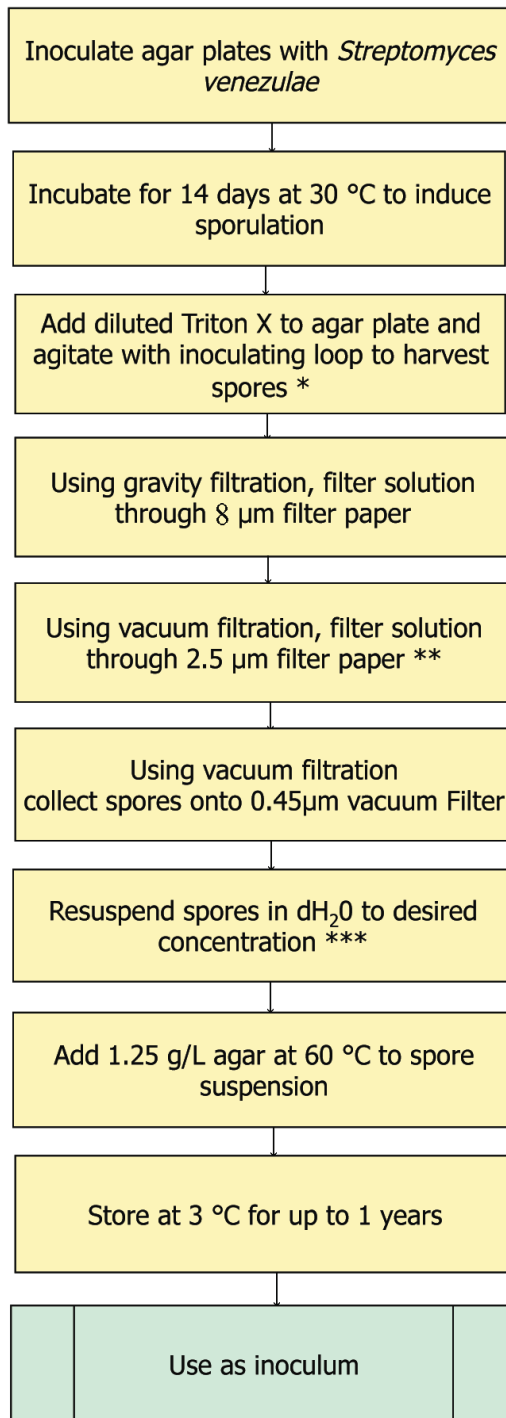 Inoculate agar plates with Streptomyces
venezulae
Incubate for 14 days at 30 °C to induce
sporulation
Add diluted Triton X to agar plate and
agitate with inoculating loop to harvest
spores *
Using gravity filtration, filter solution
through 8 µm filter paper
Using vacuum filtration, filter solution
through 2.5 µm filter paper **
Using vacuum filtration
collect spores onto 0.45µm vacuum Filter
Resuspend spores in dH₂0 to desired
concentration ***
Add 1.25 g/L agar at 60 °C to spore
suspension
Store at 3 °C for up to 1 years
Use as inoculum